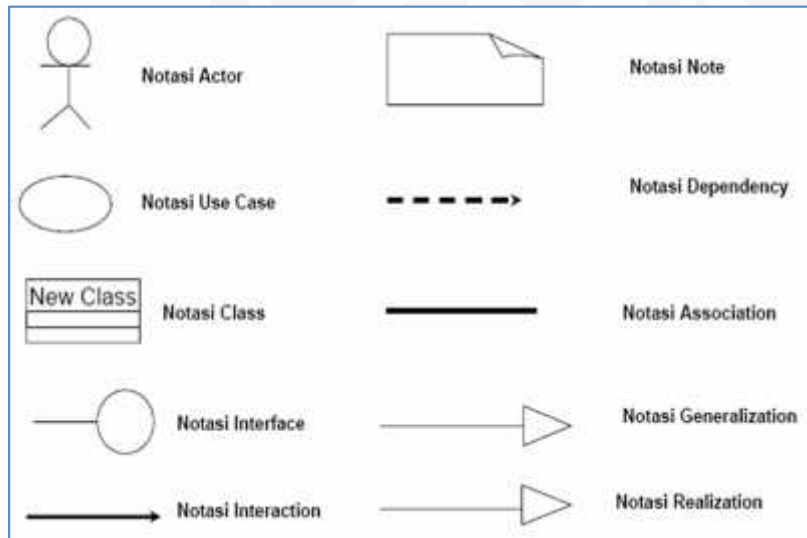 Notasi Actor
Notasi Note
Notasi Use Case
Notasi Dependency
New Class
Notasi Class
Notasi Association
Notasi Interface
Notasi Generalization
Notasi Interaction
Notasi Realization